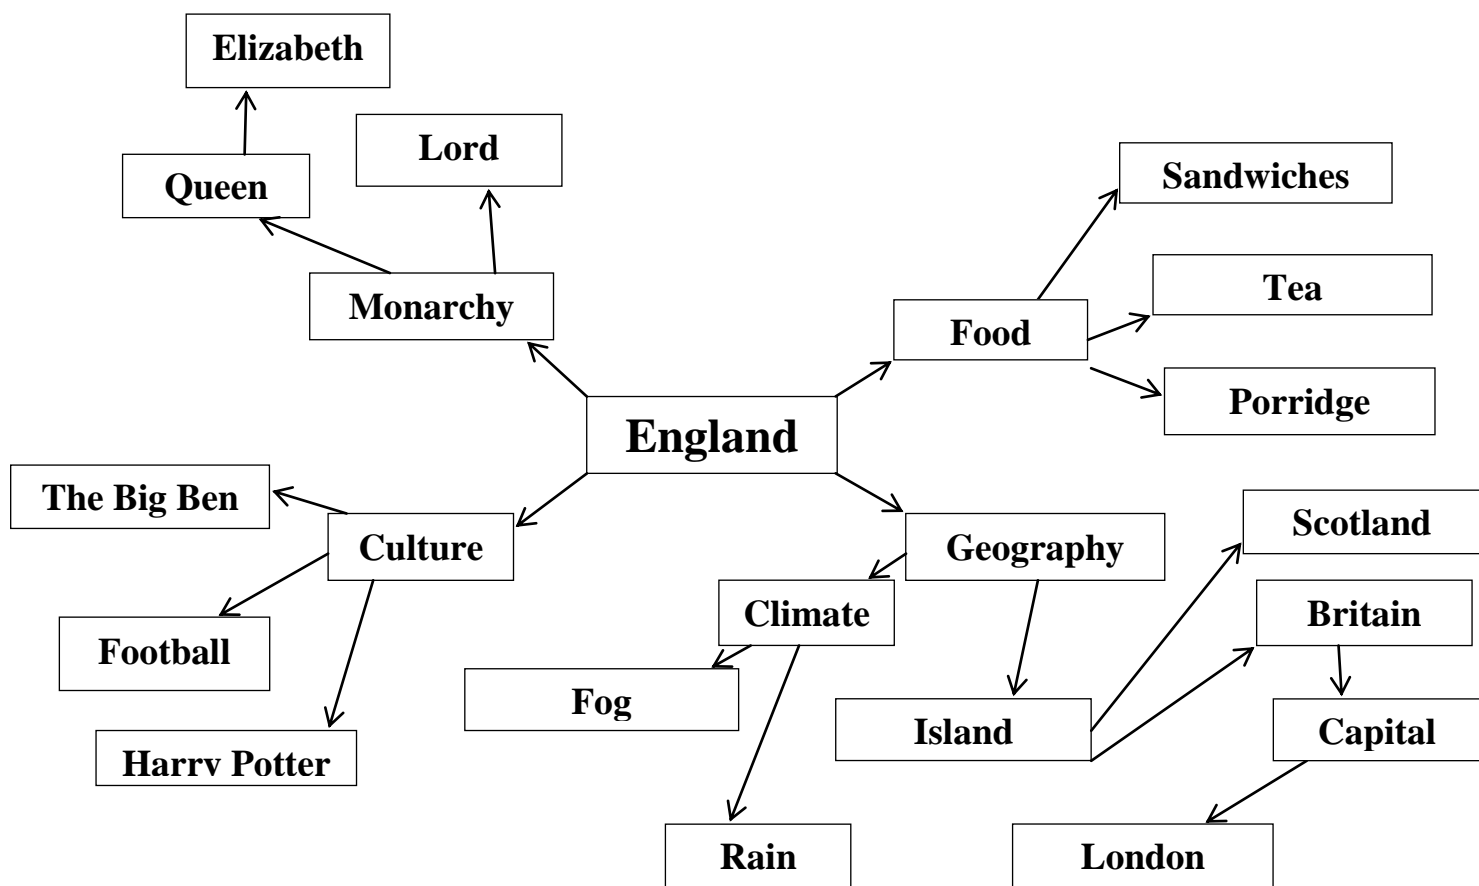 Elizabeth
Lord
Sandwiches
Queen
Tea
Monarchy
Food
Porridge
England
The Big Ben
Scotland
Culture
Geography
Climate
Britain
Football
Fog
Island
Capital
Harry Potter
Rain
London